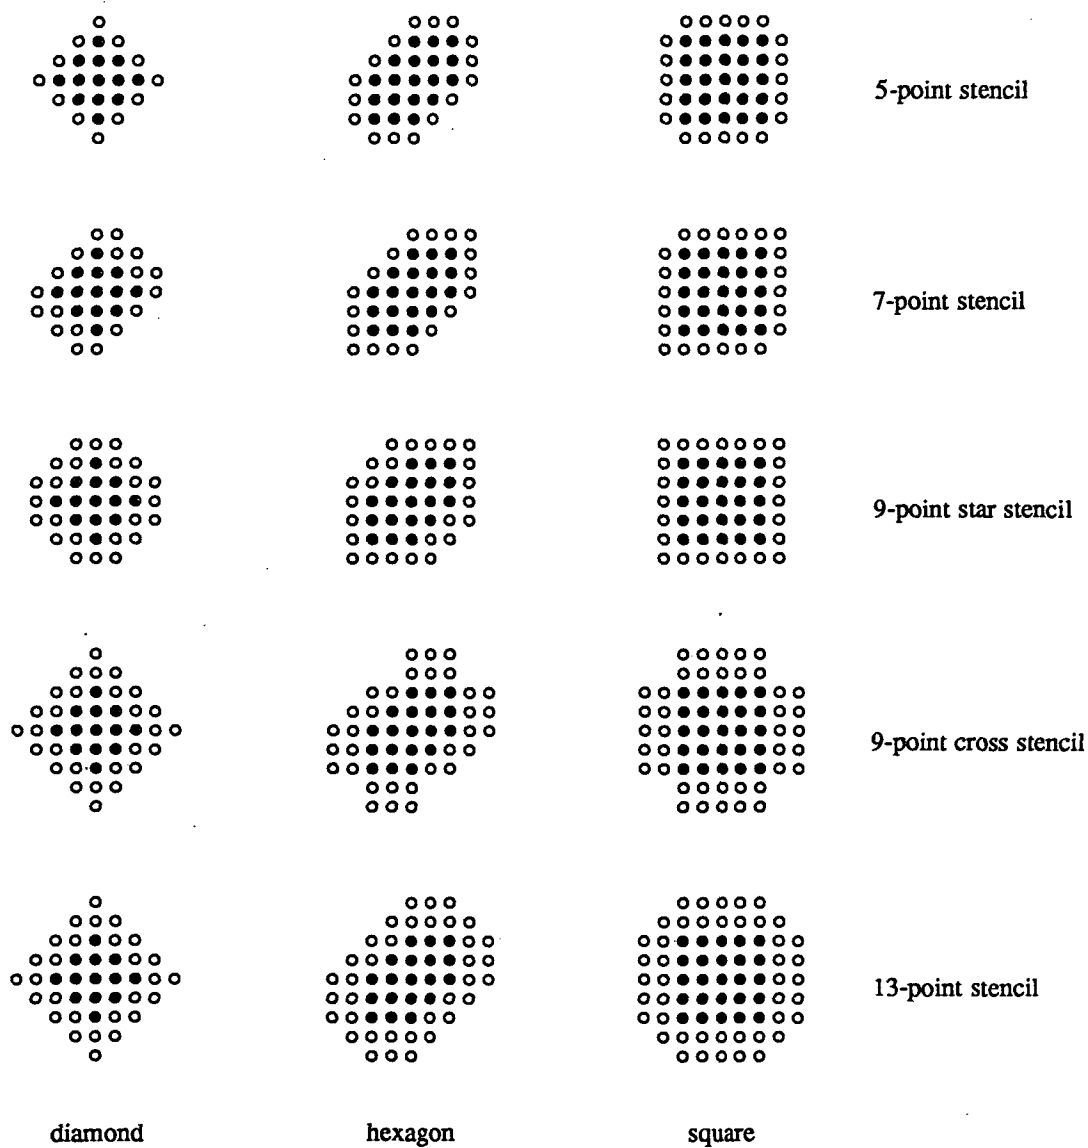 5-point stencil
7-point stencil
9-point star stencil
9-point cross stencil
13-point stencil
diamond hexagon square